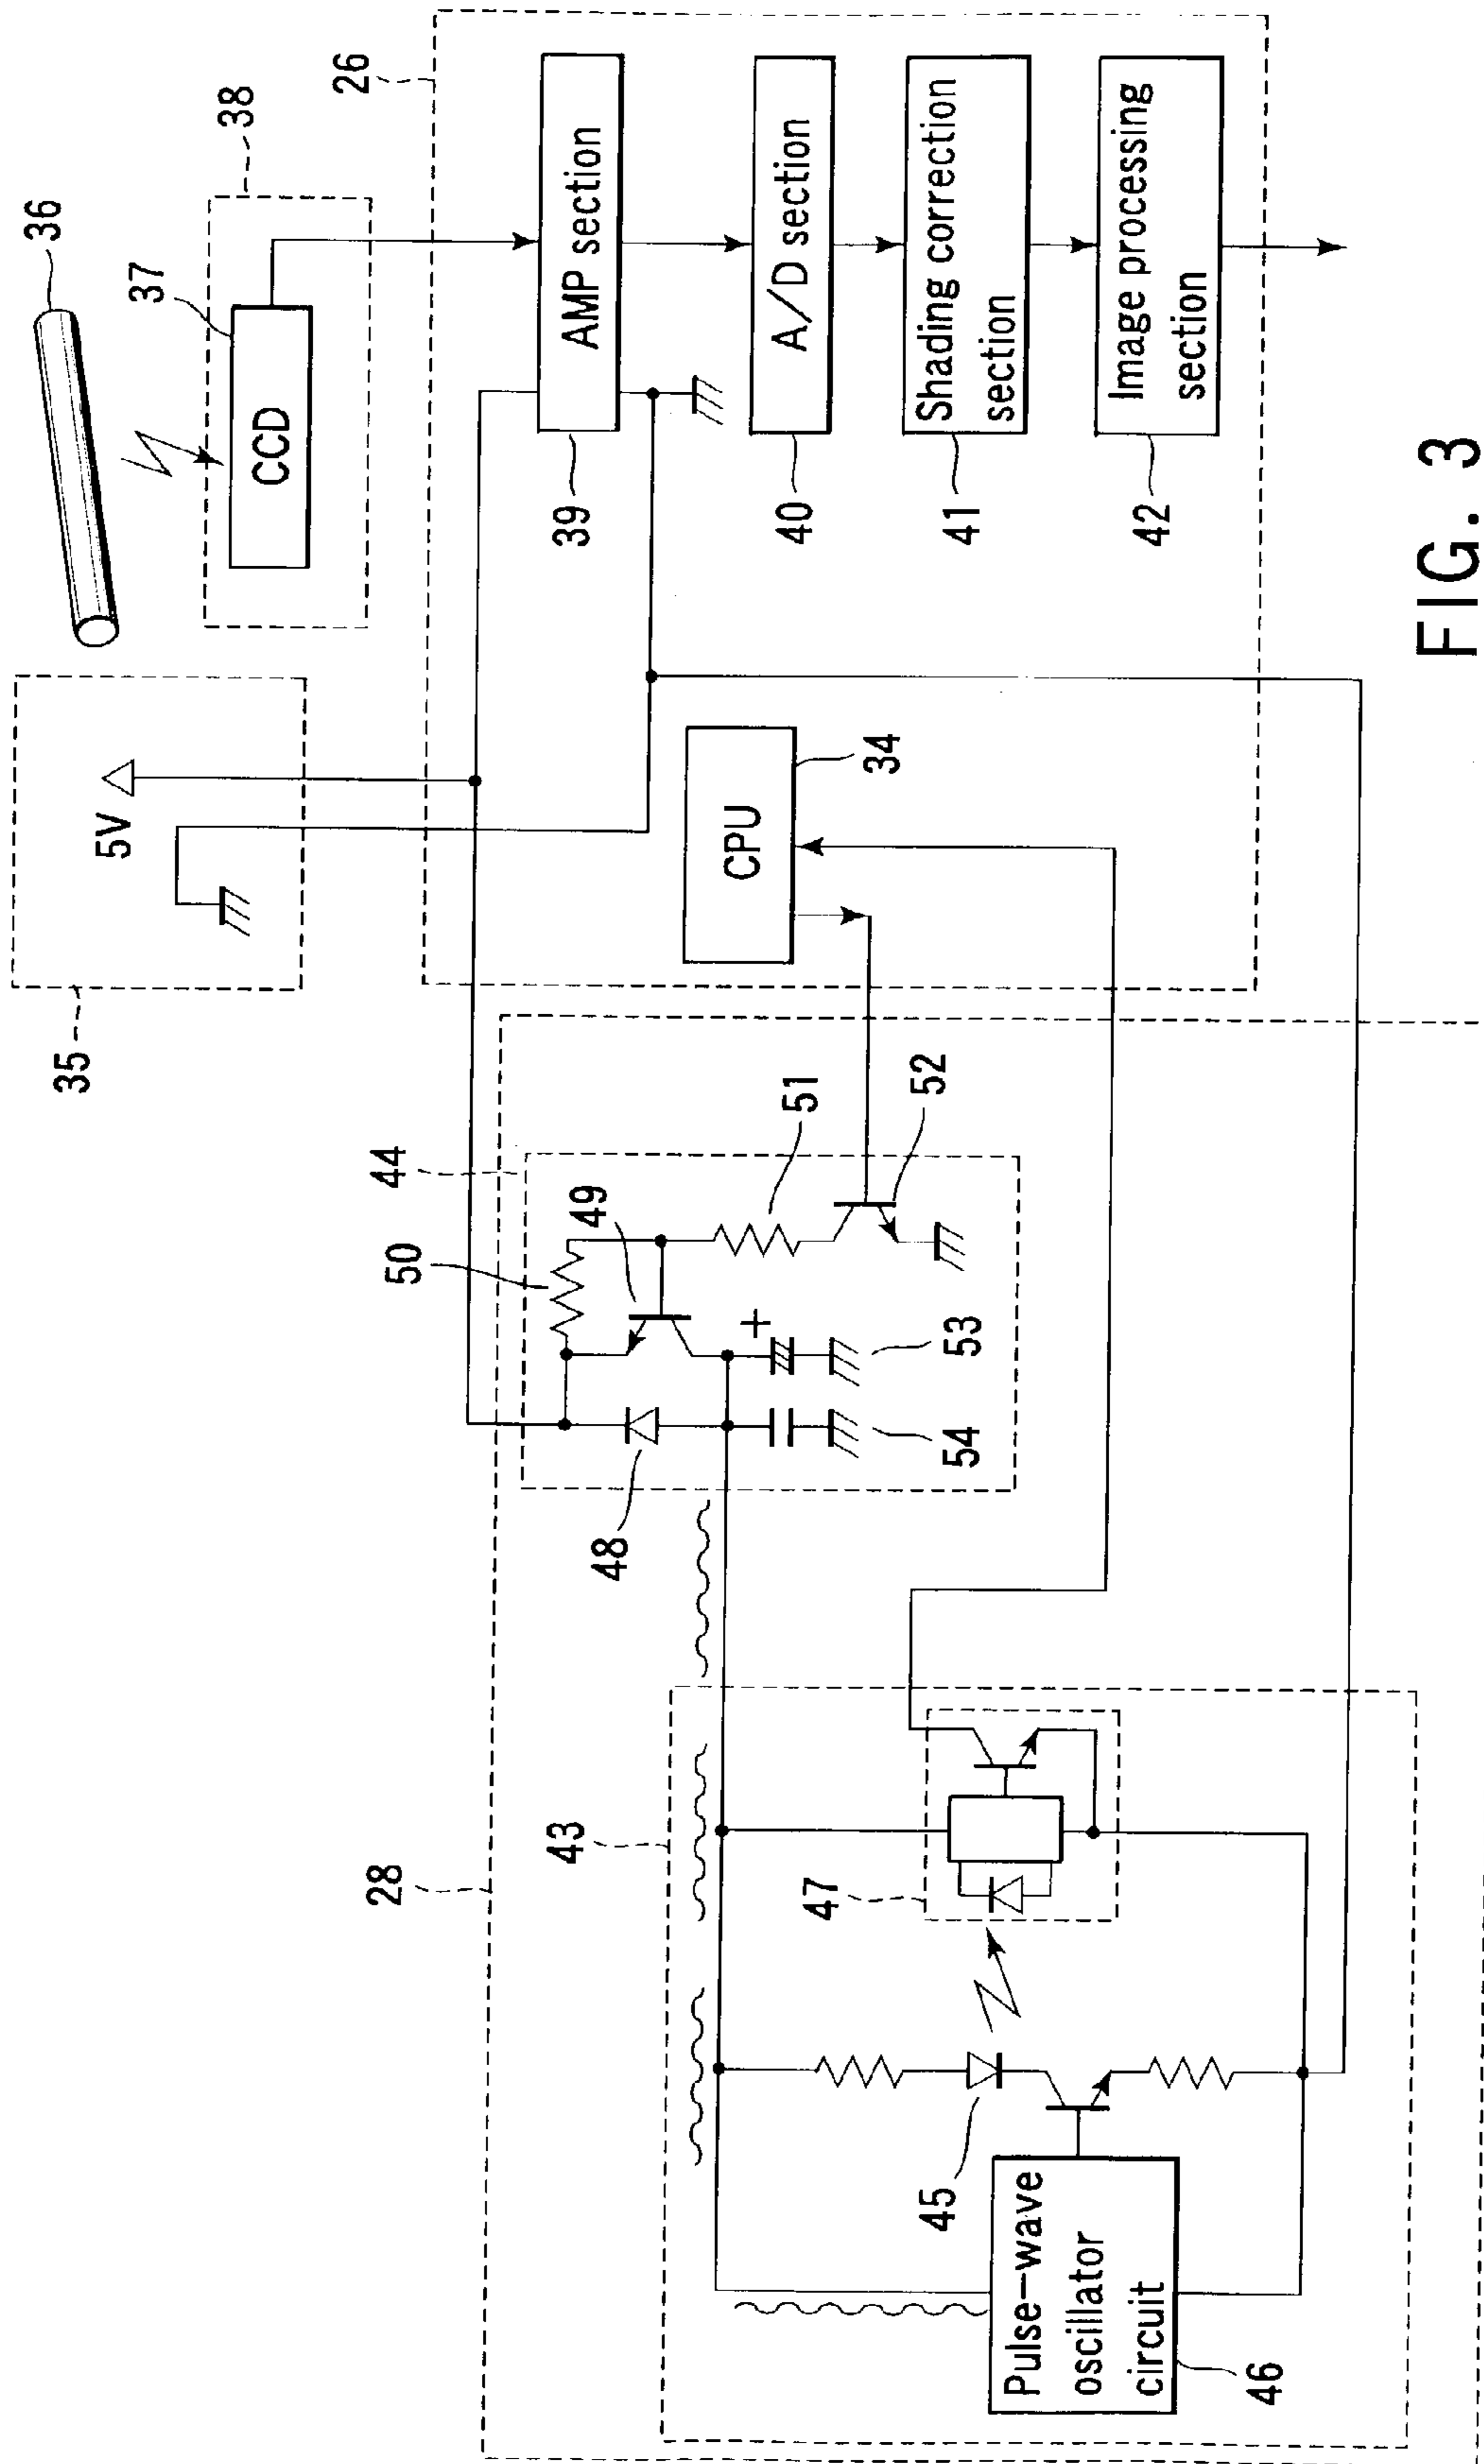 36
37
38
CCD
26
AMP section
39
A/D section
40
Shading correction
section
41
Image processing
section
42
35
5V
CPU
34
28
44
50
49
51
52
+
53
54
48
43
47
45
Pulse-wave
oscillator
circuit
46
FIG. 3